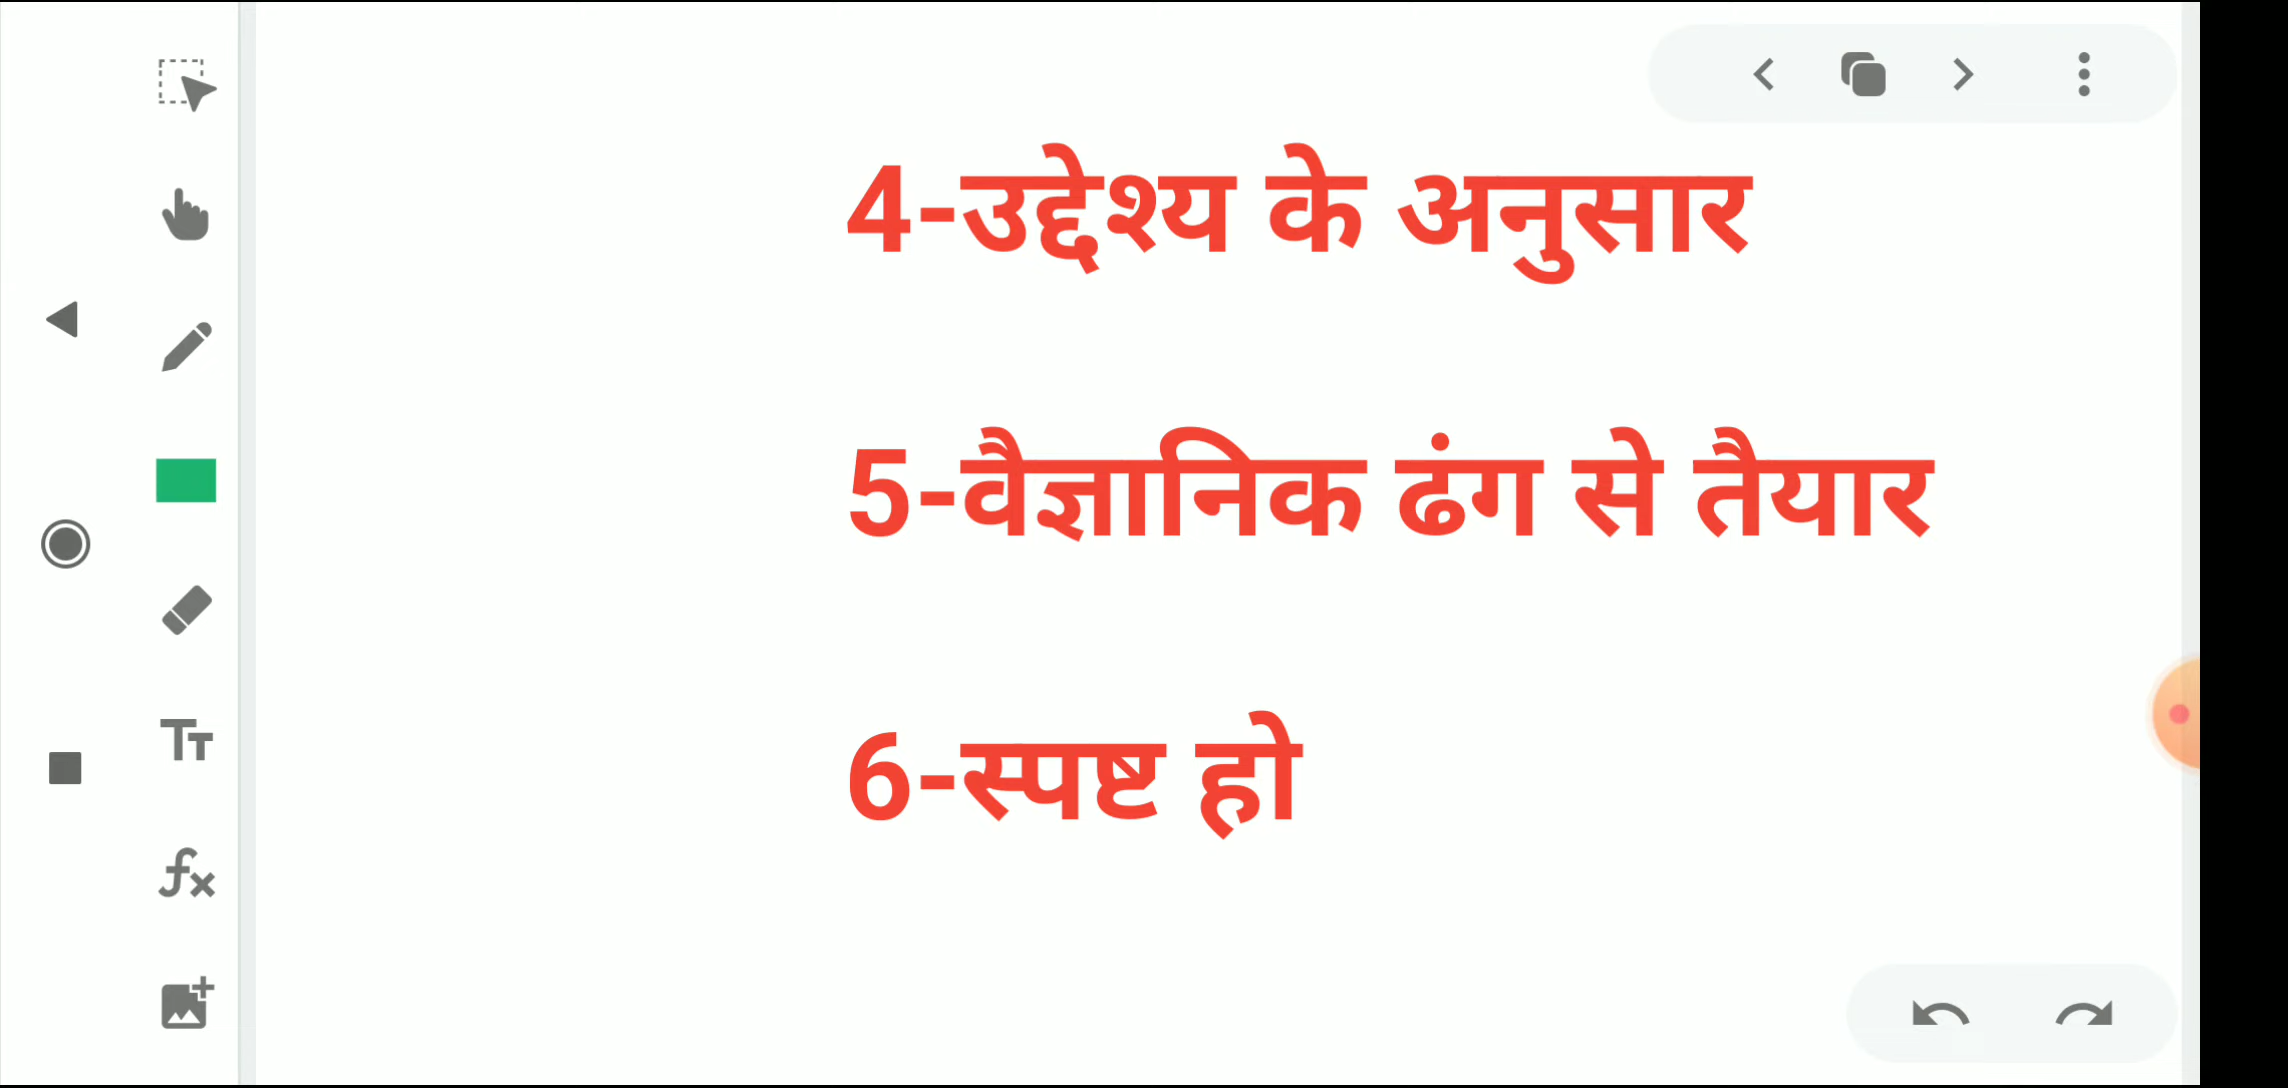 4-उद्देश्य के अनुसार
5-वैज्ञानिक ढंग से तैयार
6-स्पष्ट हो